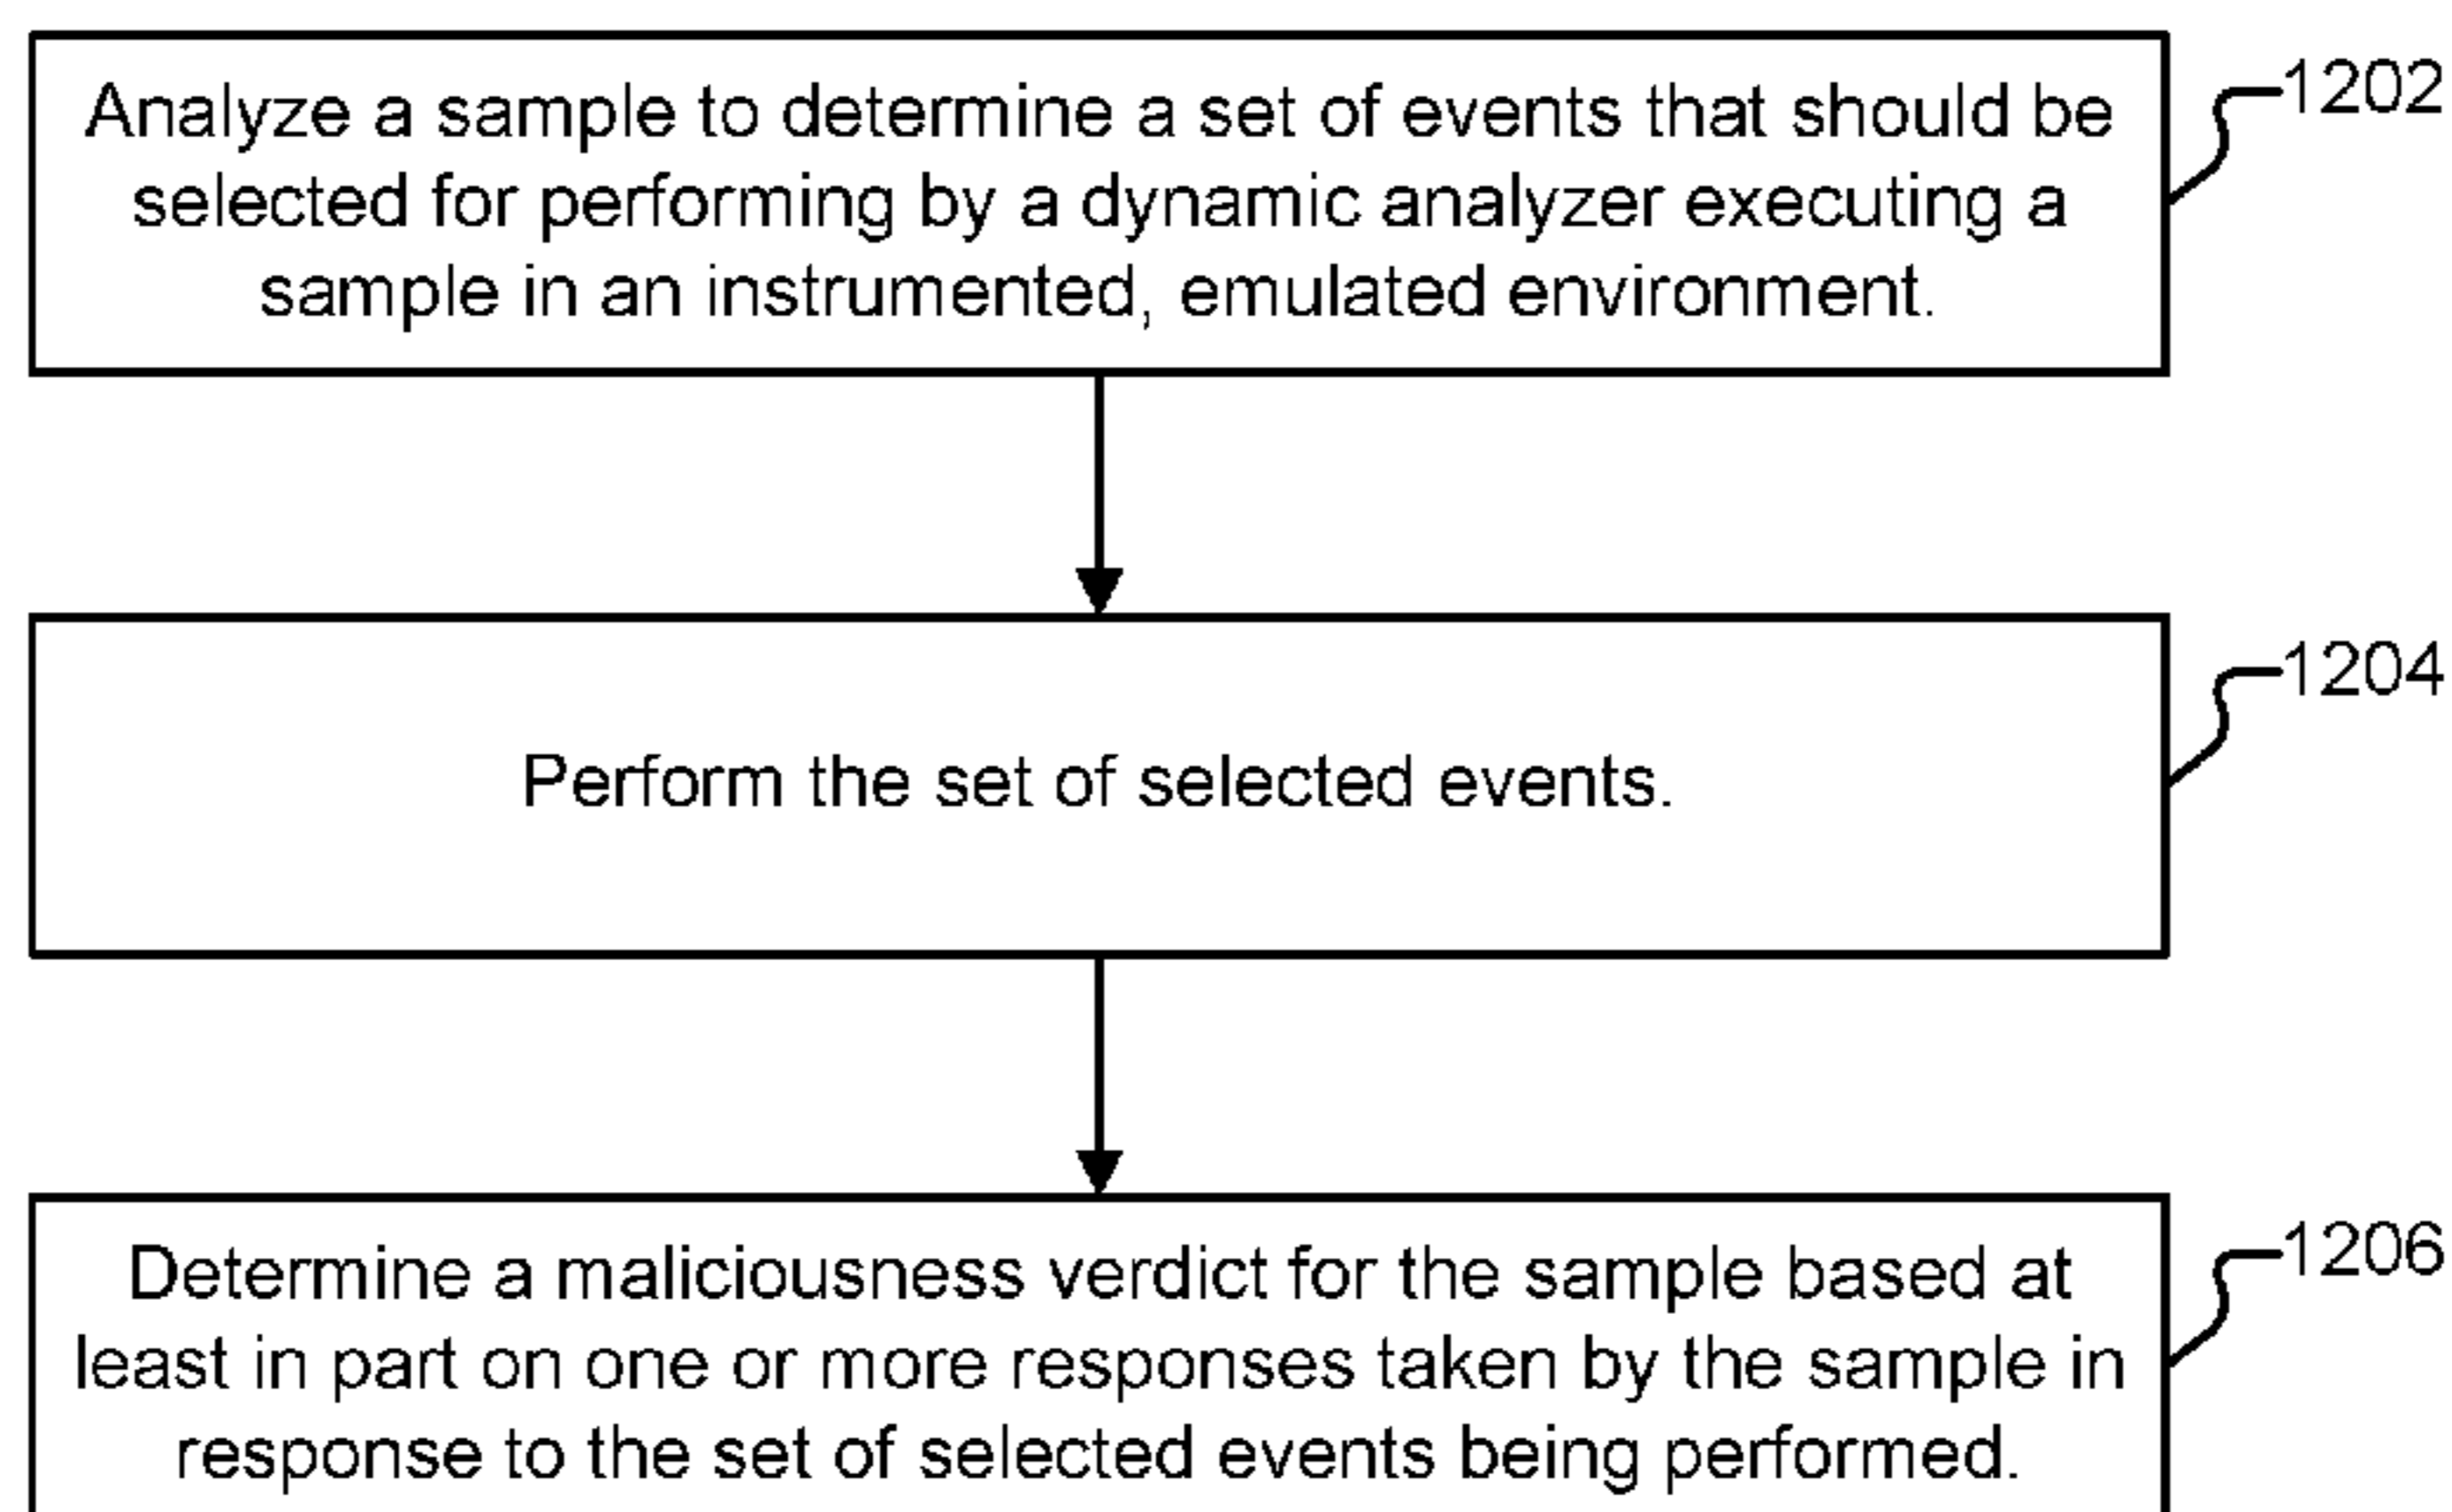 Analyze a sample to determine a set of events that should be
selected for performing by a dynamic analyzer executing a
sample in an instrumented, emulated environment.
1202
Perform the set of selected events.
1204
Determine a maliciousness verdict for the sample based at
least in part on one or more responses taken by the sample in
response to the set of selected events being performed.
1206